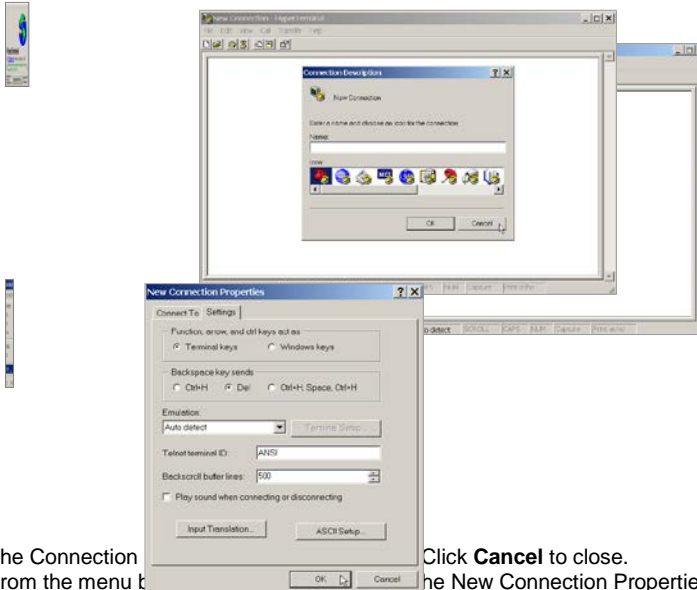 New Connection - HyperTerminal
File Edit View Call Transfer Help
Connection Description
New Connection
Enter a name and choose an icon for the connection
Name:
Icon:
OK Cancel
New Connection Properties
Connect To Settings
Function, arrow, and ctrl keys act as
Terminal keys Windows keys
Backspace key sends
Ctrl+H Del Ctrl+H, Space, Ctrl+H
Emulation:
Auto detect
Telnet terminal ID: ANSI
Backscroll buffer lines: 500
Play sound when connecting or disconnecting
Input Translation... ASCII Setup...
OK Cancel
NUM Capture Print echo
o detect SCROLL CAPS NUM Capture Print echo
he Connection Click Cancel to close.
rom the menu b he New Connection Propertie